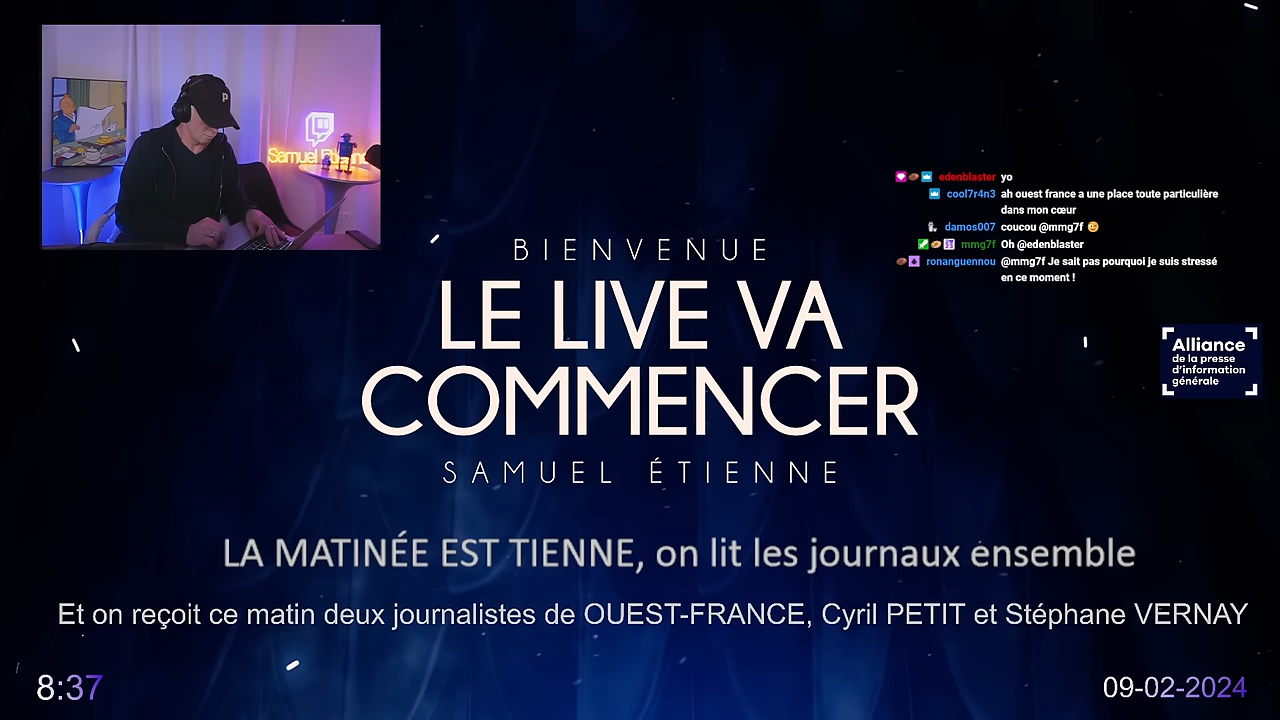 P
Samuel Étienne
edenblaster yo
cool7r4n3 ah ouest france a une place toute particulière
dans mon cœur
damos007 coucou @mmg7f
mmg7f Oh @edenblaster
ronanguennou @mmg7f Je sait pas pourquoi je suis stressé
en ce moment !
BIENVENUE
LE LIVE VA
COMMENCER
SAMUEL ÉTIENNE
Alliance
de la presse
d'information
générale
LA MATINÉE EST TIENNE, on lit les journaux ensemble
Et on reçoit ce matin deux journalistes de OUEST-FRANCE, Cyril PETIT et Stéphane VERNAY
8:37
09-02-2024